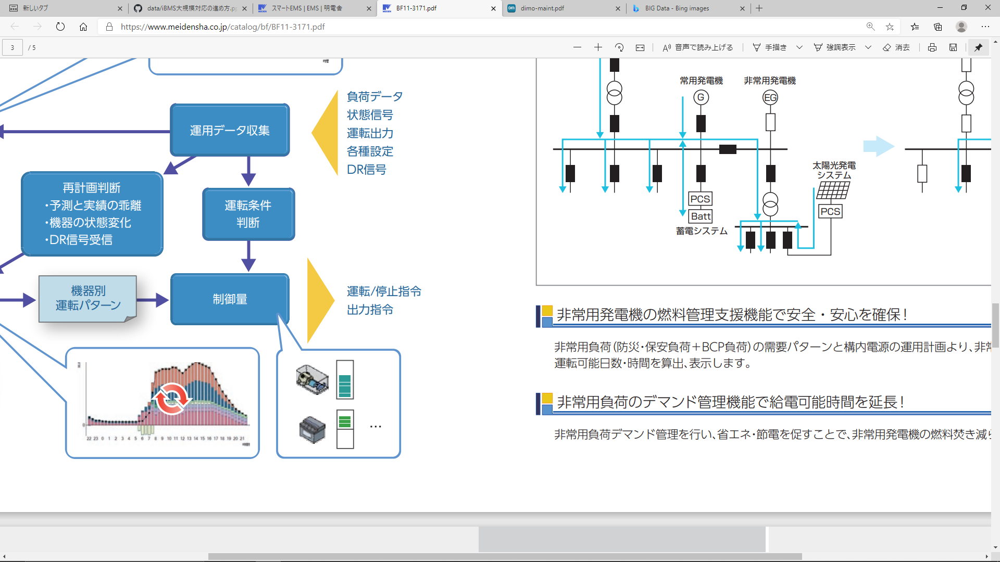 新しいタブ
data/iBMS大規模対応の進め方.pp
スマートEMS | EMS | 明電舎
BF11-3171.pdf
dimo-maint.pdf
BIG Data - Bing images
https://www.meidensha.co.jp/catalog/bf/BF11-3171.pdf
3 / 5
音声で読み上げる
手描き
強調表示
消去
運用データ収集
負荷データ
状態信号
運転出力
各種設定
DR信号
再計画判断
・予測と実績の乖離
・機器の状態変化
・DR信号受信
運転条件
判断
機器別
運転パターン
制御量
運転/停止指令
出力指令
0
22 23 0 1 2 3 4 5 6 7 8 9 10 11 12 13 14 15 16 17 18 19 20 21
…
常用発電機
非常用発電機
G
EG
太陽光発電
システム
PCS
Batt
蓄電システム
PCS
非常用発電機の燃料管理支援機能で安全・安心を確保！
非常用負荷（防災・保安負荷＋BCP負荷）の需要パターンと構内電源の運用計画より、非常
運転可能日数・時間を算出、表示します。
非常用負荷のデマンド管理機能で給電可能時間を延長！
非常用負荷デマンド管理を行い、省エネ・節電を促すことで、非常用発電機の燃料焚き減ら